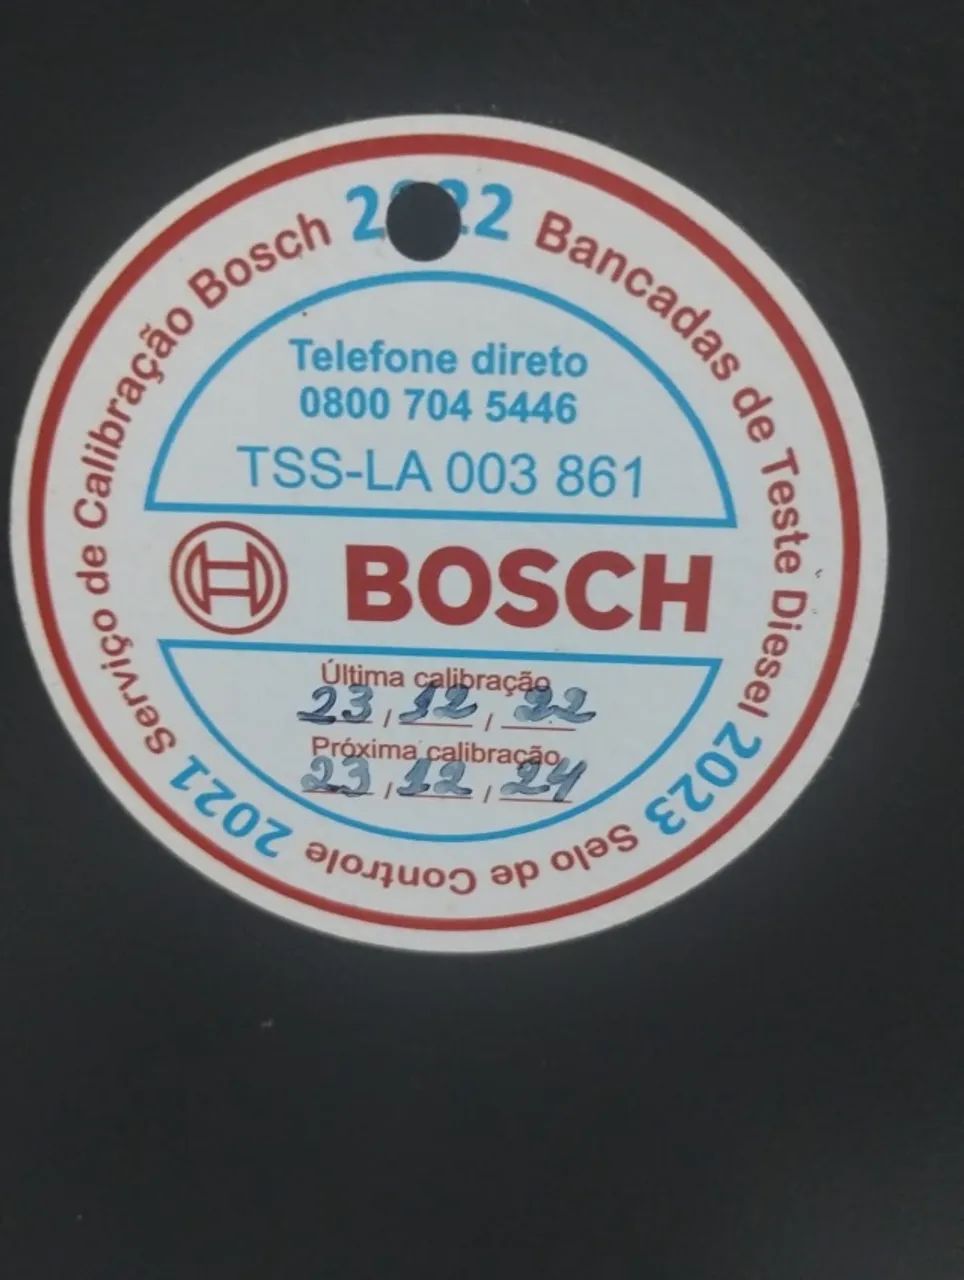 Serviço de Calibração Bosch 2022 Bancadas de Teste Diesel 2023 Selo de Controle 2021
Telefone direto
0800 704 5446
TSS-LA 003 861
BOSCH
Última calibração
23 / 12 / 22
Próxima calibração
23 / 12 / 24